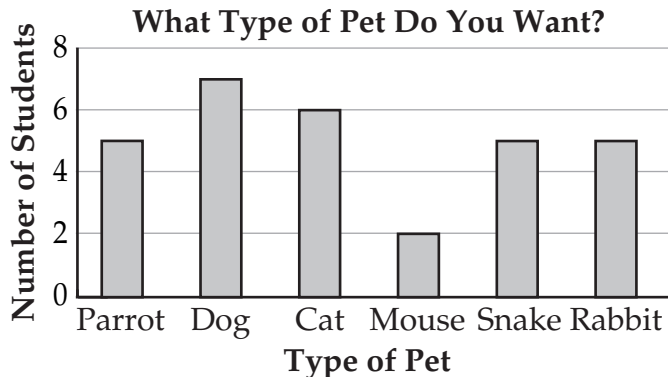 What Type of Pet Do You Want?
Number of Students
8
6
4
2
0
Parrot Dog Cat Mouse Snake Rabbit
Type of Pet